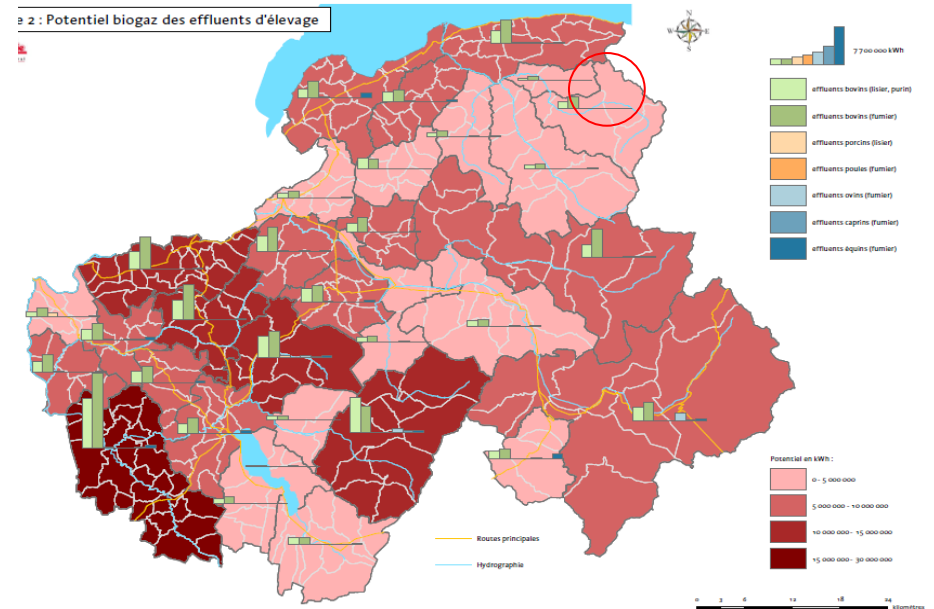 e 2 : Potentiel biogaz des effluents d'élevage
N
W
E
S
7 700 000 kWh
effluents bovins (lisier, purin)
effluents bovins (fumier)
effluents porcins (lisier)
effluents poules (fumier)
effluents ovins (fumier)
effluents caprins (fumier)
effluents équins (fumier)
Potentiel en kWh :
0 - 5 000 000
5 000 000 - 10 000 000
10 000 000 - 15 000 000
15 000 000 - 30 000 000
Routes principales
Hydrographie
0 3 6 12 18 24
kilomètres